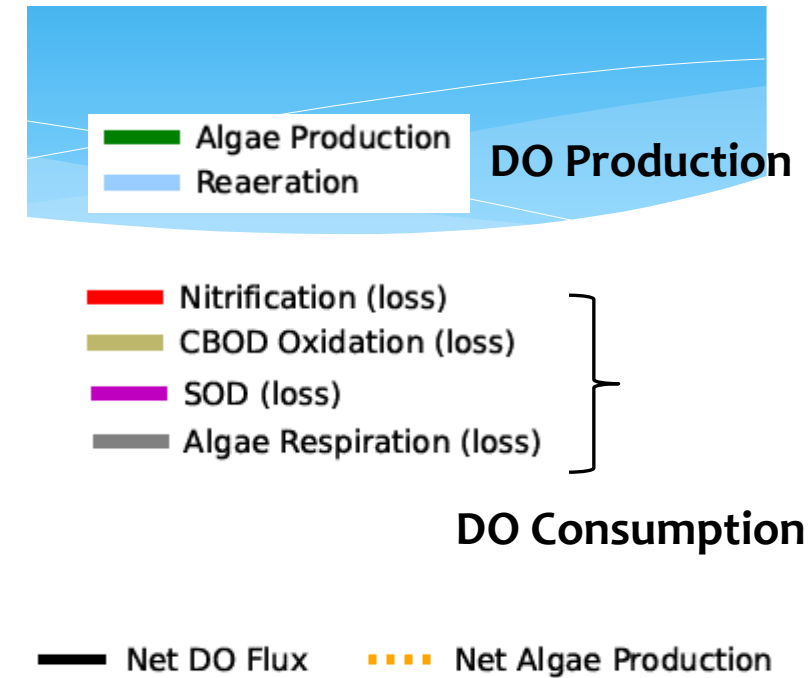 Algae Production
Reaeration
DO Production
Nitrification (loss)
CBOD Oxidation (loss)
SOD (loss)
Algae Respiration (loss)
DO Consumption
Net DO Flux
Net Algae Production